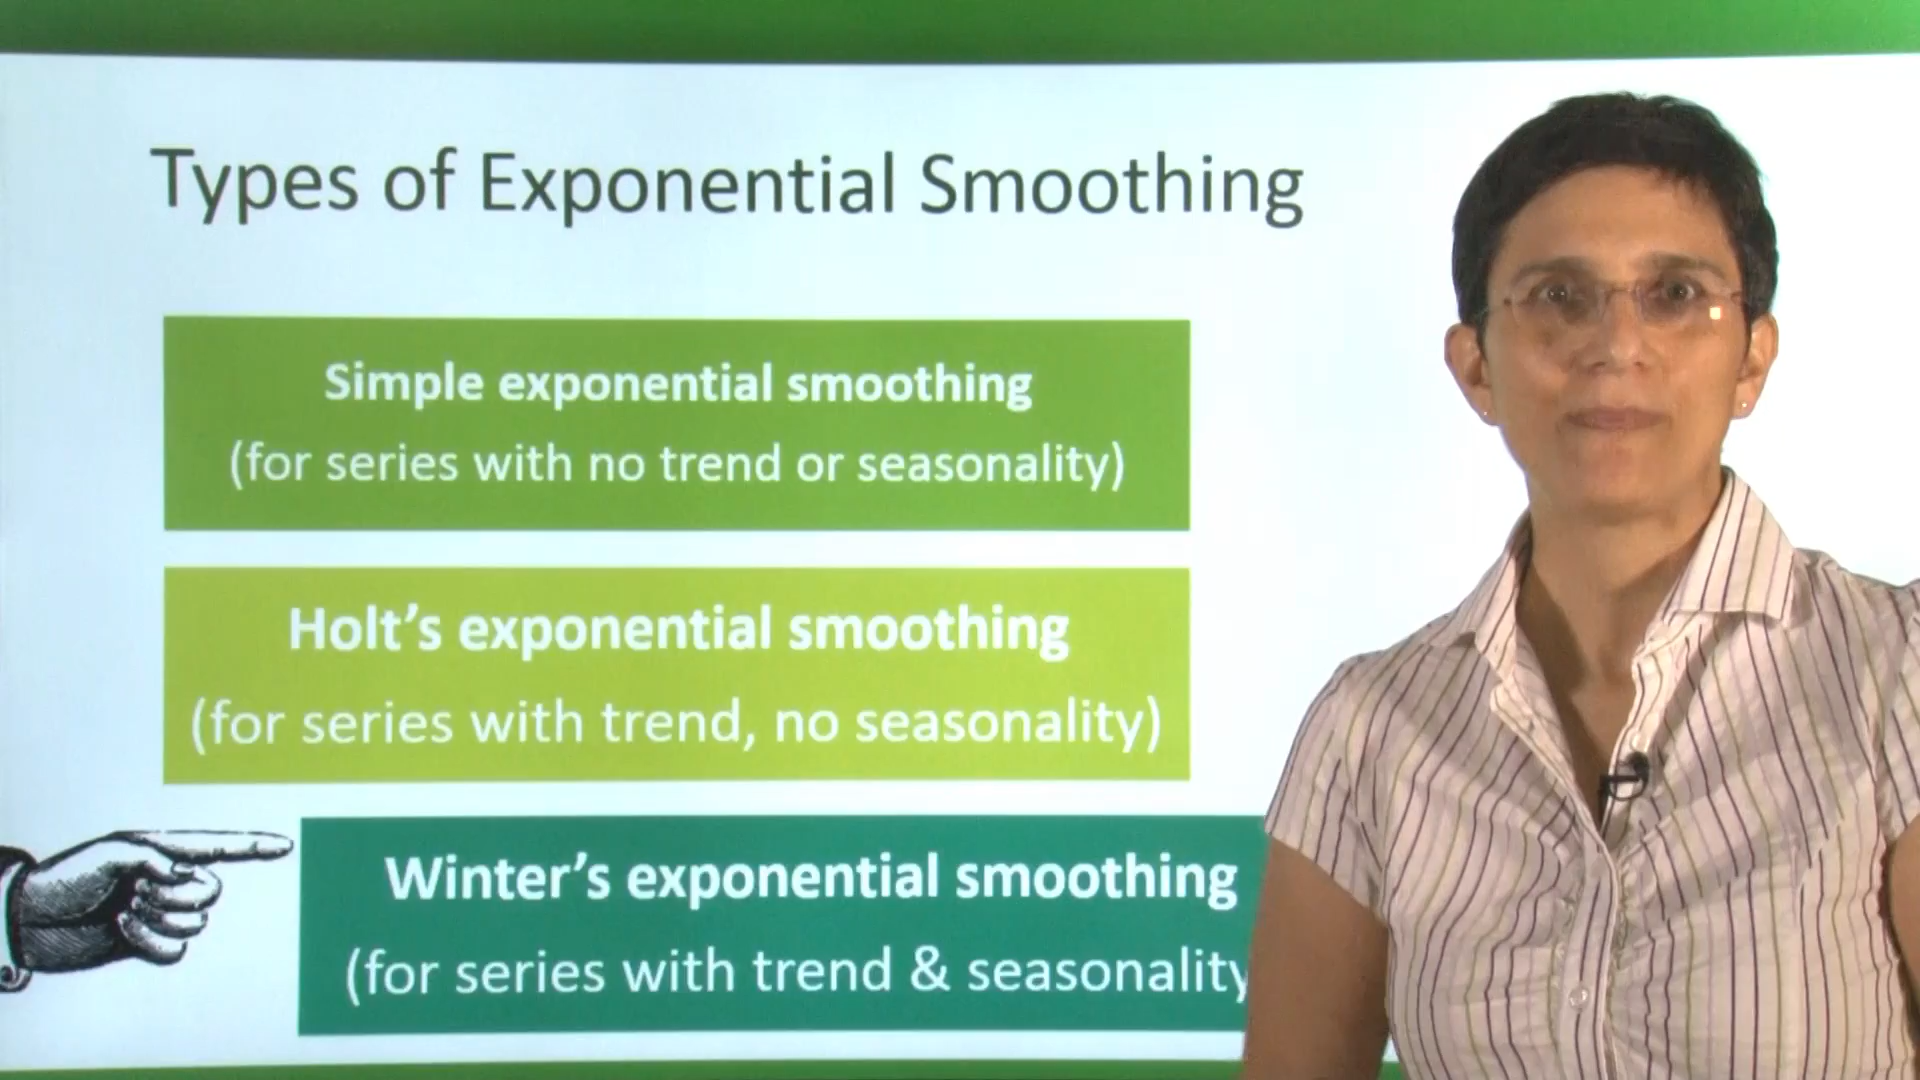 Types of Exponential Smoothing
Simple exponential smoothing
(for series with no trend or seasonality)
Holt’s exponential smoothing
(for series with trend, no seasonality)
Winter’s exponential smoothing
(for series with trend & seasonality